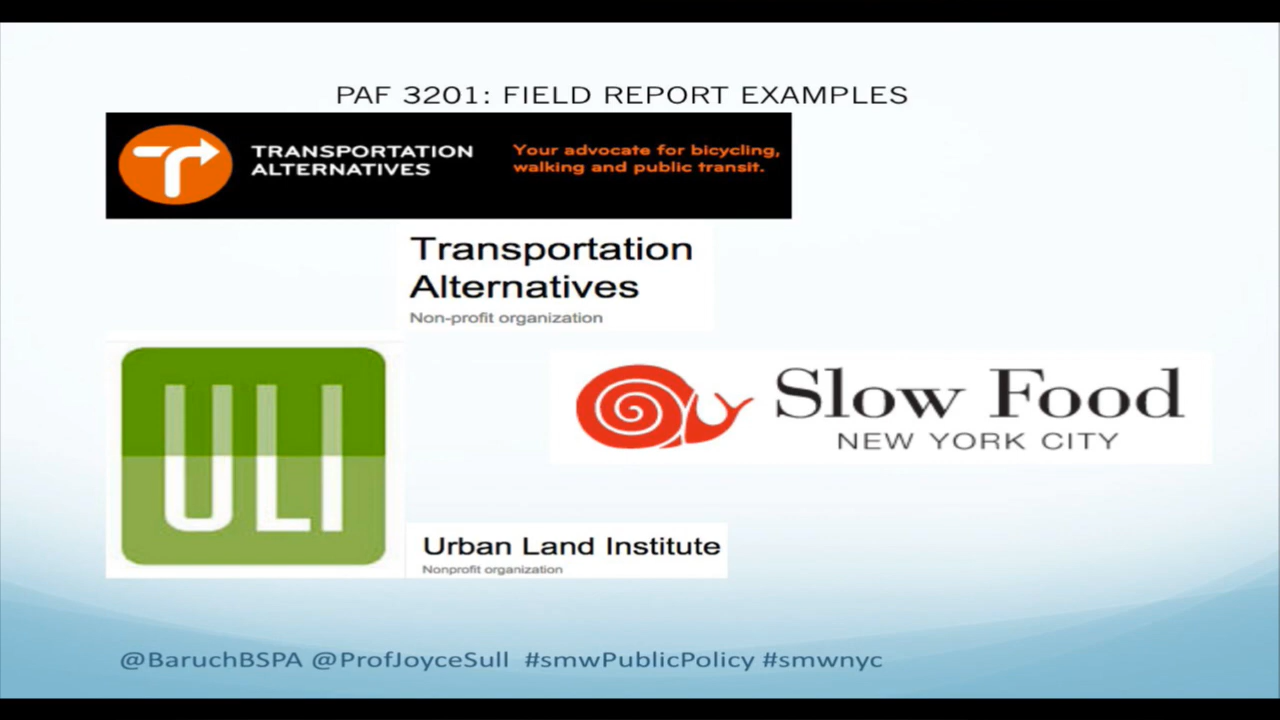 PAF 3201: FIELD REPORT EXAMPLES
TRANSPORTATION
ALTERNATIVES
Your advocate for bicycling,
walking and public transit.
Transportation
Alternatives
Non-profit organization
ULI
Slow Food
NEW YORK CITY
Urban Land Institute
Nonprofit organization
@BaruchBSPA @ProfJoyceSull #smwPublicPolicy #smwnyc